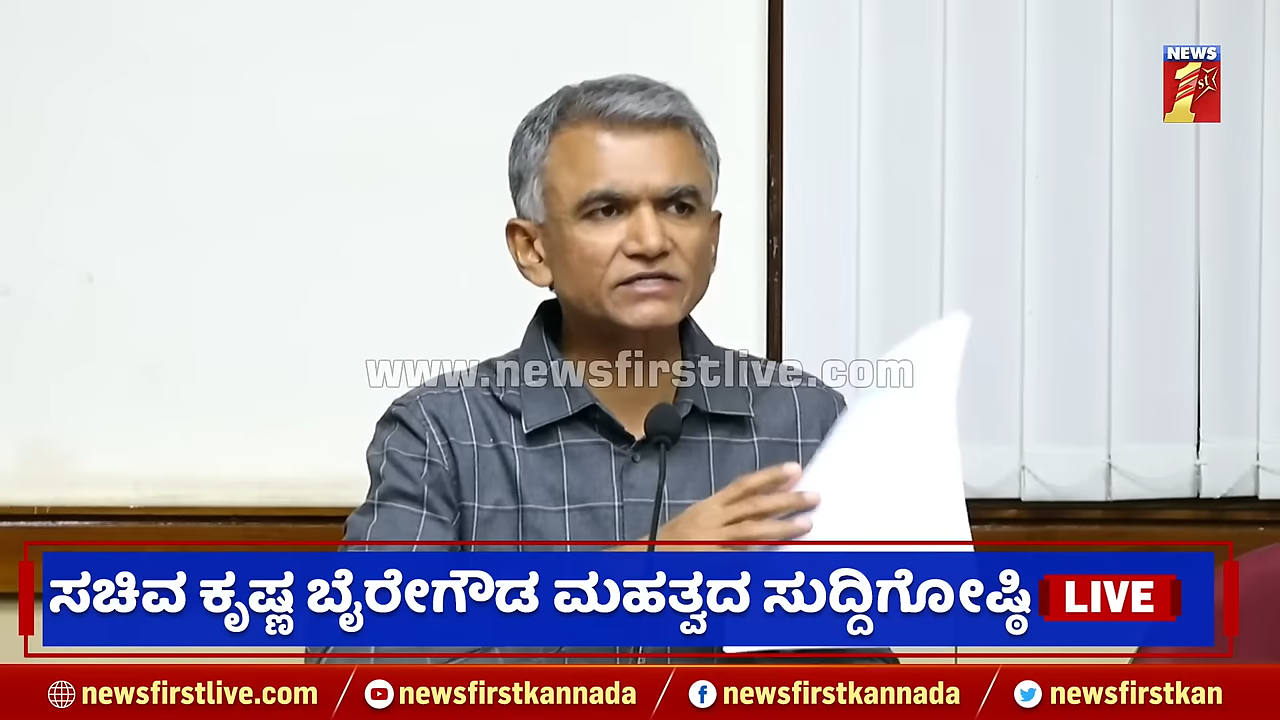 NEWS
1st
www.newsfirstlive.com
ಸಚಿವ ಕೃಷ್ಣ ಬೈರೇಗೌಡ ಮಹತ್ವದ ಸುದ್ದಿಗೋಷ್ಠಿ LIVE
newsfirstlive.com newsfirstkannada newsfirstkannada newsfirstkan